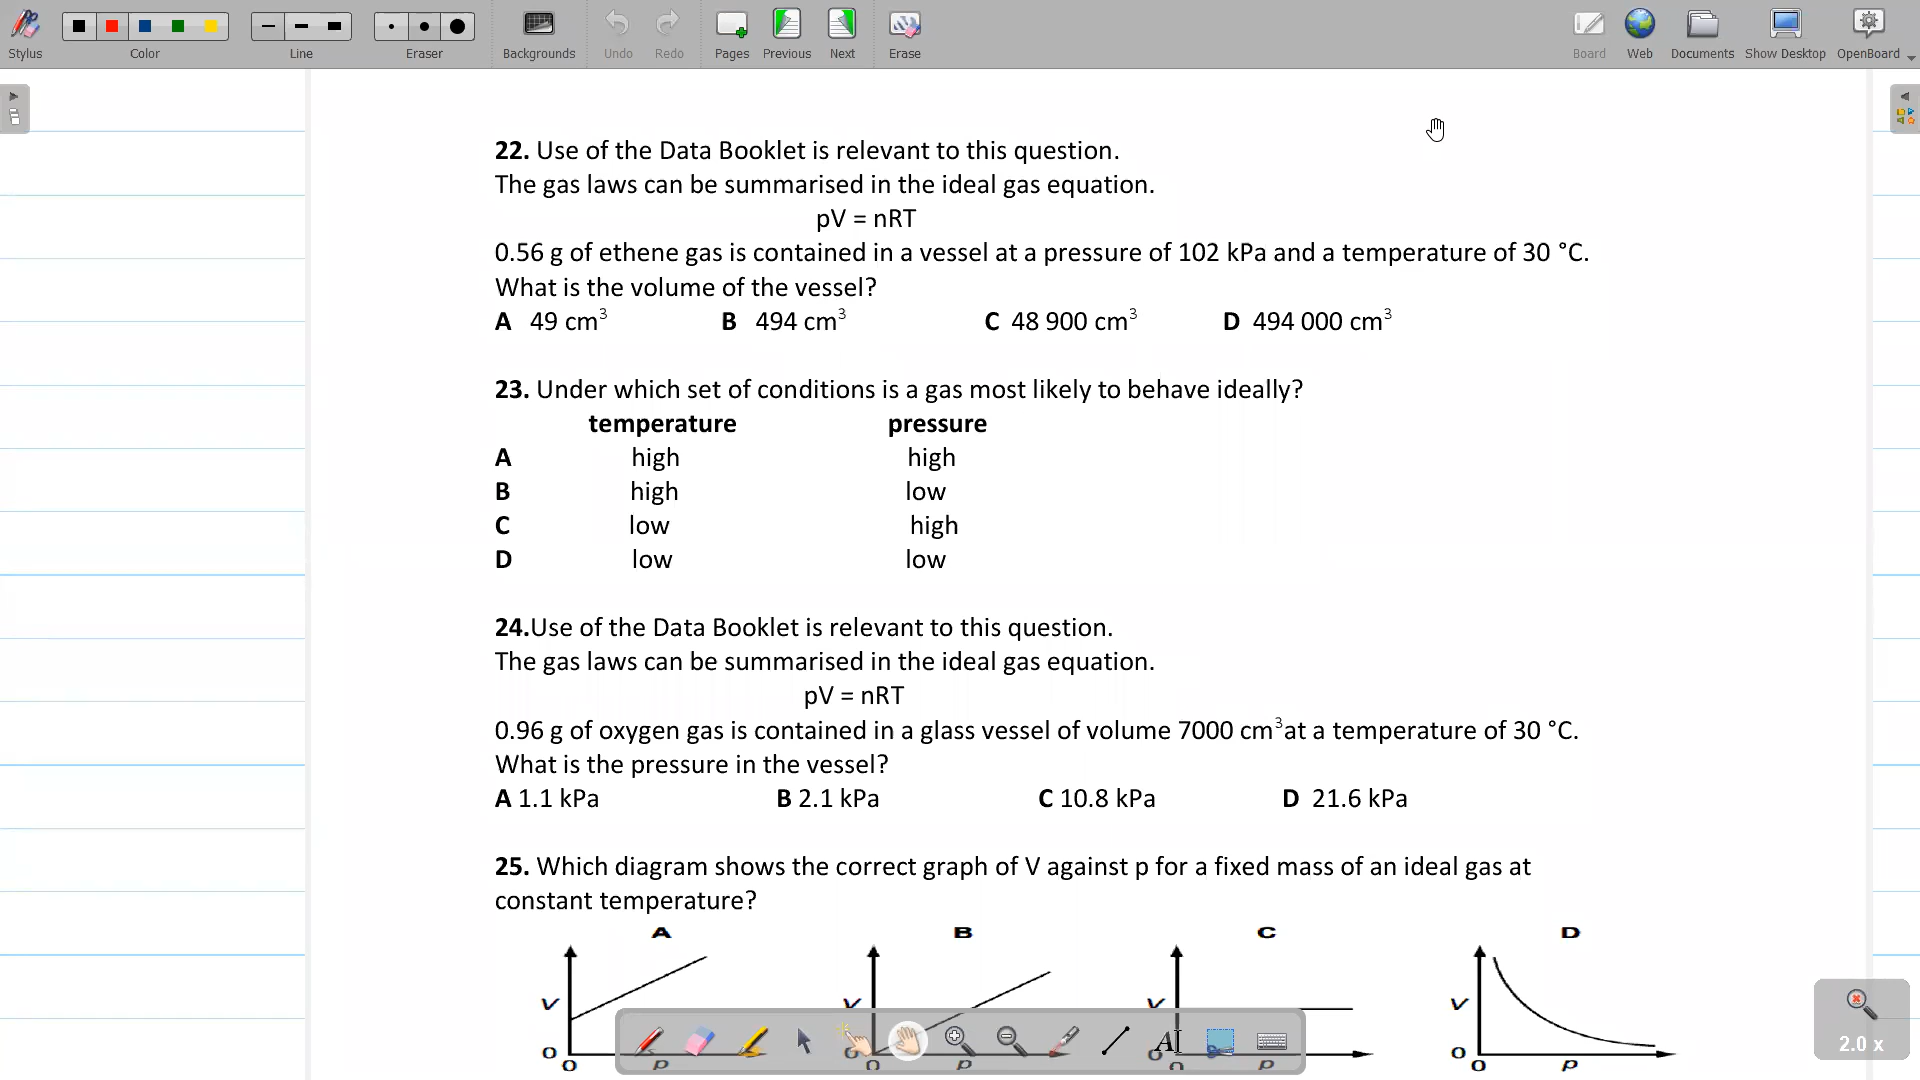 Stylus Color Line Eraser Backgrounds Undo Redo Pages Previous Next Erase Board Web Documents Show Desktop OpenBoard
22. Use of the Data Booklet is relevant to this question.
The gas laws can be summarised in the ideal gas equation.
pV = nRT
0.56 g of ethene gas is contained in a vessel at a pressure of 102 kPa and a temperature of 30 °C.
What is the volume of the vessel?
A 49 cm³ B 494 cm³ C 48 900 cm³ D 494 000 cm³
23. Under which set of conditions is a gas most likely to behave ideally?
temperature pressure
A high high
B high low
C low high
D low low
24.Use of the Data Booklet is relevant to this question.
The gas laws can be summarised in the ideal gas equation.
pV = nRT
0.96 g of oxygen gas is contained in a glass vessel of volume 7000 cm³at a temperature of 30 °C.
What is the pressure in the vessel?
A 1.1 kPa B 2.1 kPa C 10.8 kPa D 21.6 kPa
25. Which diagram shows the correct graph of V against p for a fixed mass of an ideal gas at
constant temperature?
A B C D
V V V V
0 0 0 0
0 p 0 p 0 p 0 p
2.0 x